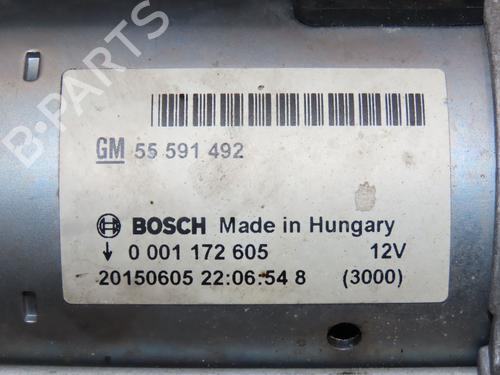 B-PARTS
GM 55 591 492
BOSCH Made in Hungary
0 001 172 605 12V
20150605 22:06:54 8 (3000)